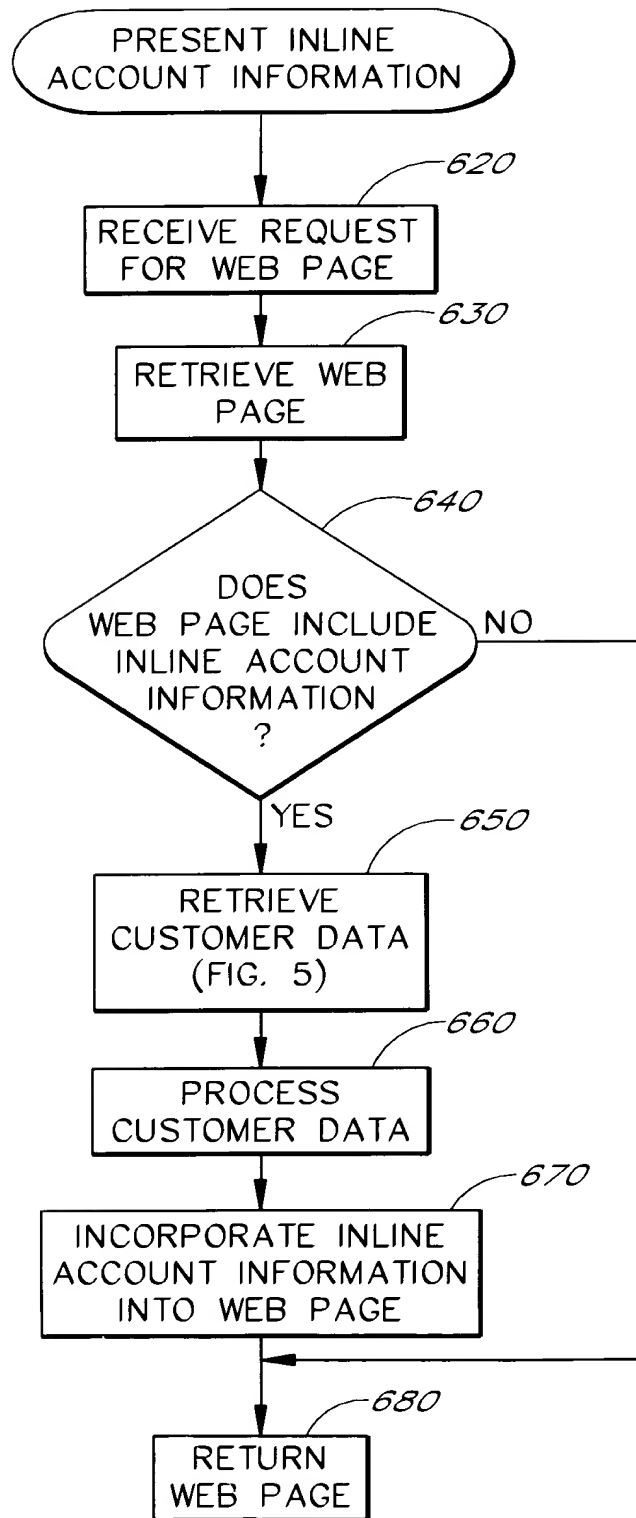 PRESENT INLINE
ACCOUNT INFORMATION
620
RECEIVE REQUEST
FOR WEB PAGE
630
RETRIEVE WEB
PAGE
640
DOES
WEB PAGE INCLUDE
INLINE ACCOUNT
INFORMATION
?
NO
YES
650
RETRIEVE
CUSTOMER DATA
(FIG. 5)
660
PROCESS
CUSTOMER DATA
670
INCORPORATE INLINE
ACCOUNT INFORMATION
INTO WEB PAGE
680
RETURN
WEB PAGE